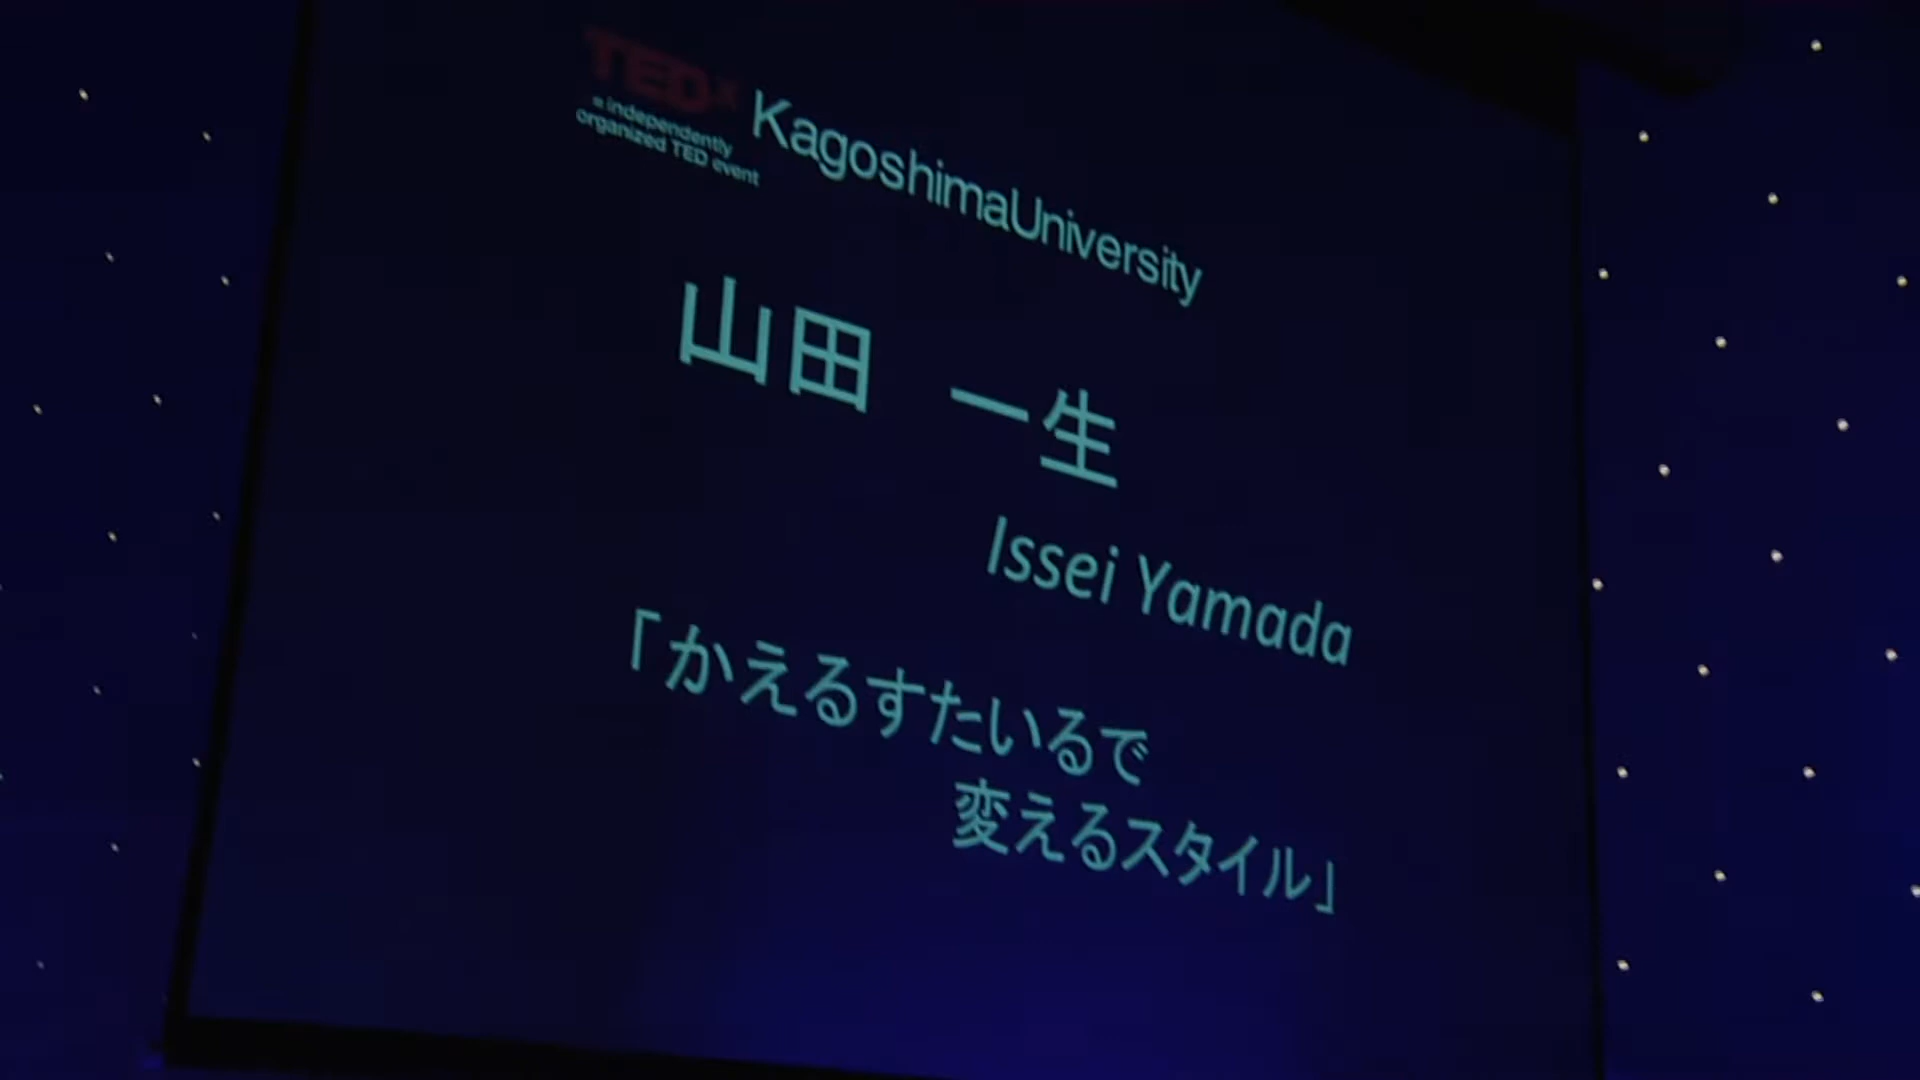 TEDx KagoshimaUniversity
= independently
organized TED event
山田 一生
Issei Yamada
「かえるすたいるで
変えるスタイル」